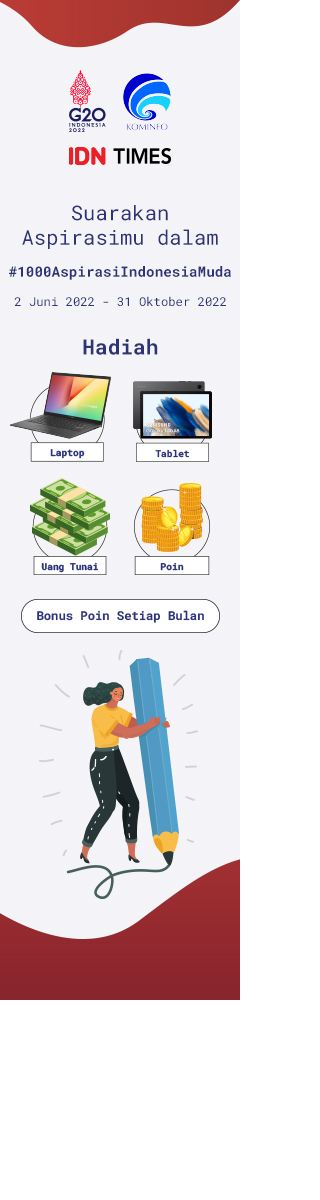 G20
INDONESIA
2022
KOMINFO
IDN TIMES
Suarakan
Aspirasimu dalam
#1000AspirasiIndonesiaMuda
2 Juni 2022 - 31 Oktober 2022
Hadiah
Laptop
Tablet
Uang Tunai
Poin
Bonus Poin Setiap Bulan